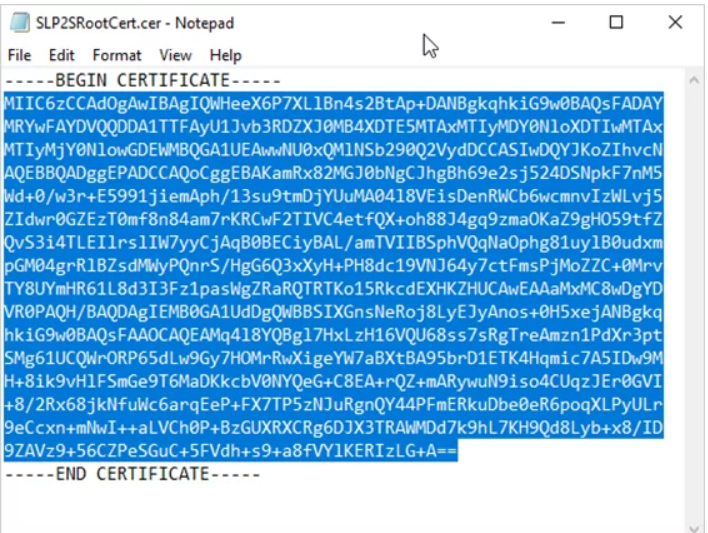 SLP2SRootCert.cer - Notepad
File Edit Format View Help
-----BEGIN CERTIFICATE-----
MIIC6zCCAdOgAwIBAgIQWHeeX6P7XLlBn4s2BtAp+DANBgkqhkiG9w0BAQsFADAY
MRYwFAYDVQQDDA1TTFAyU1Jvb3RDZXJ0MB4XDTE5MTAxMTIyMDY0NloXDTIwMTAx
MTIyMjY0NlowGDEWMBQGA1UEAwwNU0xQMlNSb290Q2VydDCCASIwDQYJKoZIhvcN
AQEBBQADggEPADCCAQoCggEBAKamRx82MGJ0bNgCJhgBh69e2sj524DSNpkF7nM5
Wd+0/w3r+E5991jiemAph/13su9tmDjYUuMA04l8VEisDenRWCb6wcmnvIzWLvj5
ZIdwr0GZEzT0mf8n84am7rKRCwF2TIVC4etfQX+oh88J4gq9zmaOKaZ9gHO59tfZ
QvS3i4TLEIlrslIW7yyCjAqB0BECiyBAL/amTVIIBSphVQqNaOphg81uylB0udxm
pGM04grRlBZsdMWyPQnrS/HgG6Q3xXyH+PH8dc19VNJ64y7ctFmsPjMoZZC+0Mrv
TY8UYmHR61L8d3I3Fz1pasWgZRaRQTRTKo15RkcdEXHKZHUCAwEAAaMxMC8wDgYD
VR0PAQH/BAQDAgIEMB0GA1UdDgQWBBSIXGnsNeRoj8LyEJyAnos+0H5xejANBgkq
hkiG9w0BAQsFAAOCAQEAMq4l8YQBgl7HxLzH16VQU68ss7sRgTreAmzn1PdXr3pt
SMg61UCQWrORP65dLw9Gy7HOMrRwXigeYW7aBXtBA95brD1ETK4Hqmic7A5IDw9M
H+8ik9vHlFSmGe9T6MaDKkcbV0NYQeG+C8EA+rQZ+mARywuN9iso4CUqzJEr0GVI
+8/2Rx68jkNfuWc6arqEeP+FX7TP5zNJuRgnQY44PFmERkuDbe0eR6poqXLPyULr
9eCcxn+mNwI++aLVCh0P+BzGUXRXCRg6DJX3TRAWMDd7k9hL7KH9Qd8Lyb+x8/ID
9ZAVz9+56CZPeSGuC+5FVdh+s9+a8fVYlKERIzLG+A==
-----END CERTIFICATE-----